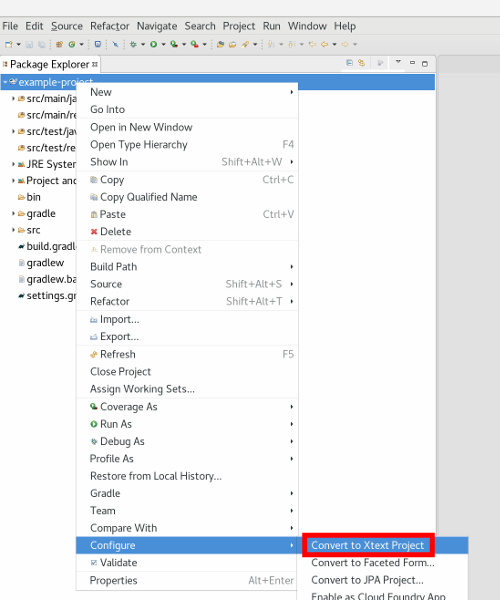 File Edit Source Refactor Navigate Search Project Run Window Help
Package Explorer
example-project
src/main/ja
src/main/re
src/test/jav
src/test/re
JRE System
Project and
bin
gradle
src
build.gradl
gradlew
gradlew.ba
settings.gr
New
Go Into
Open in New Window
Open Type Hierarchy F4
Show In Shift+Alt+W
Copy Ctrl+C
Copy Qualified Name
Paste Ctrl+V
Delete
Remove from Context
Build Path
Source Shift+Alt+S
Refactor Shift+Alt+T
Import...
Export...
Refresh F5
Close Project
Assign Working Sets...
Coverage As
Run As
Debug As
Profile As
Restore from Local History...
Gradle
Team
Compare With
Configure
Validate
Properties Alt+Enter
Convert to Xtext Project
Convert to Faceted Form...
Convert to JPA Project...
Enable as Cloud Foundry App